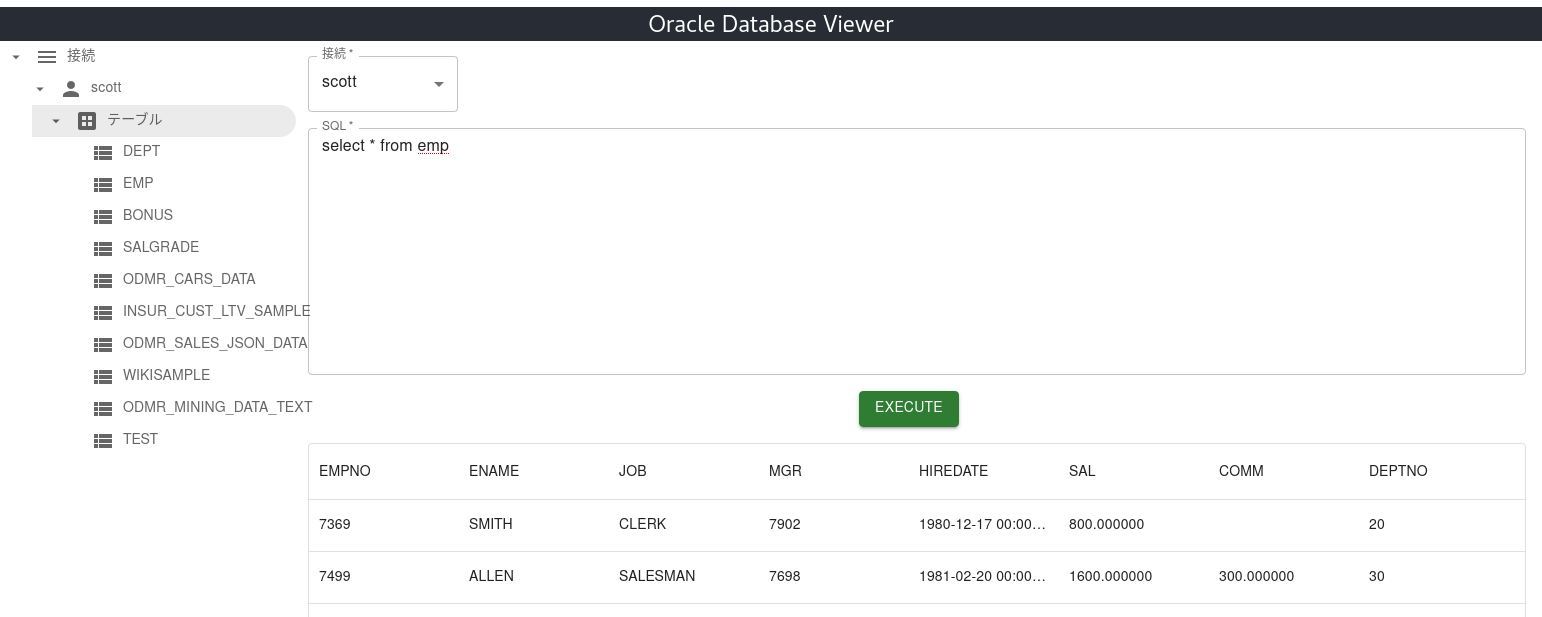 Oracle Database Viewer
接続
scott
テーブル
DEPT
EMP
BONUS
SALGRADE
ODMR_CARS_DATA
INSUR_CUST_LTV_SAMPLE
ODMR_SALES_JSON_DATA
WIKISAMPLE
ODMR_MINING_DATA_TEXT
TEST
接続 *
scott
SQL *
select * from emp
EXECUTE
EMPNO ENAME JOB MGR HIREDATE SAL COMM DEPTNO
7369 SMITH CLERK 7902 1980-12-17 00:00… 800.000000 20
7499 ALLEN SALESMAN 7698 1981-02-20 00:00… 1600.000000 300.000000 30